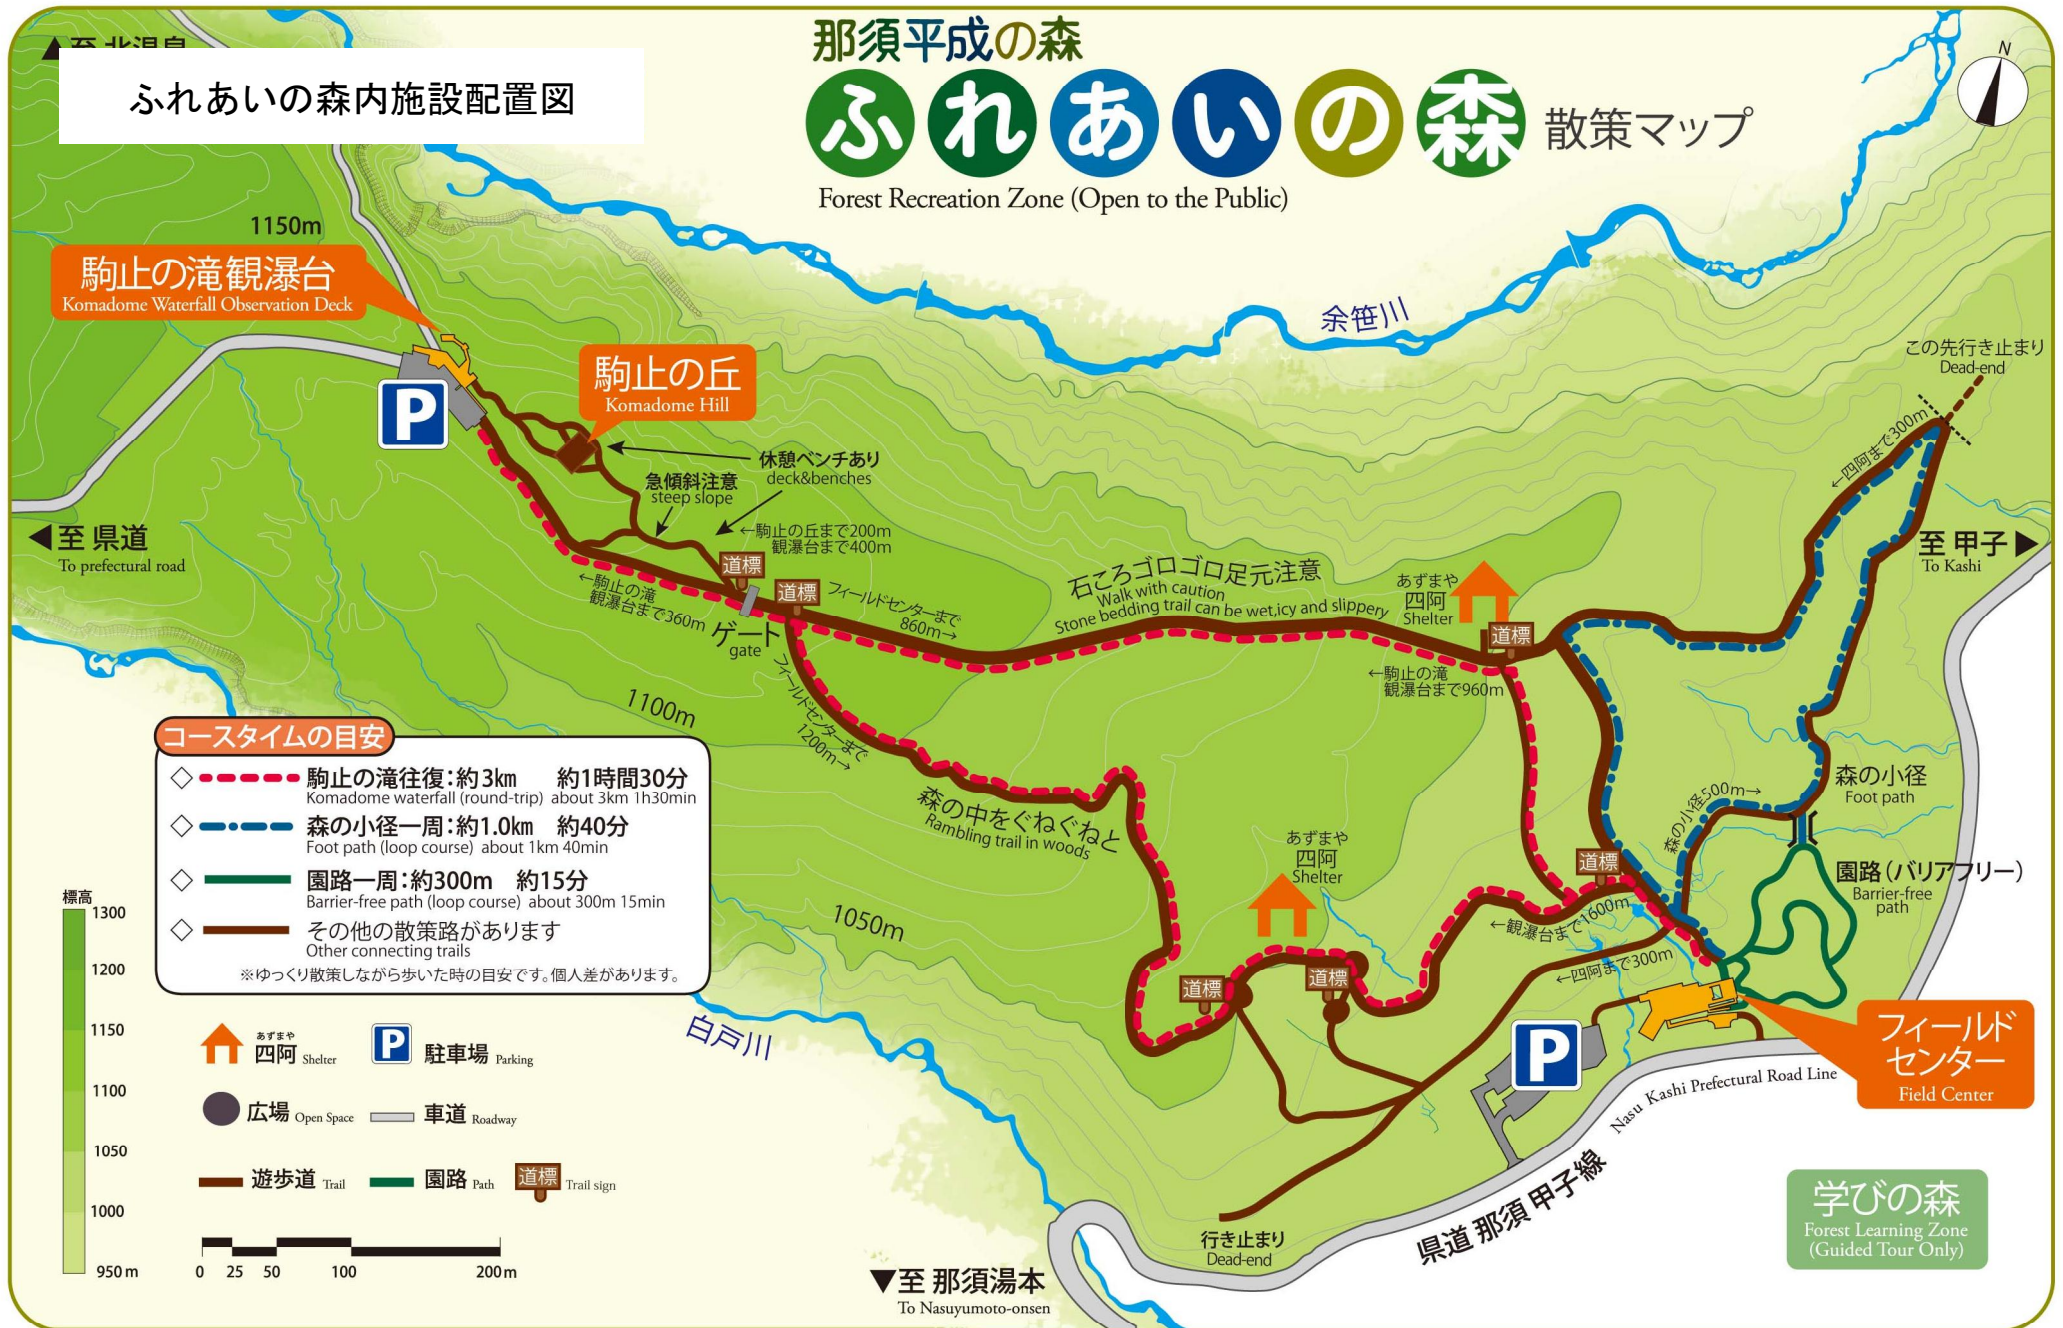 ▲至 北温泉
ふれあいの森内施設配置図
那須平成の森
ふれあいの森 散策マップ
Forest Recreation Zone (Open to the Public)
N
1150m
駒止の滝観瀑台
Komadome Waterfall Observation Deck
余笹川
この先行き止まり
Dead-end
駒止の丘
Komadome Hill
P
←四阿まで300m
休憩ベンチあり
deck&benches
急傾斜注意
steep slope
←駒止の丘まで200m
観瀑台まで400m
◀至 県道
To prefectural road
至 甲子▶
To Kashi
道標
道標
←駒止の滝
観瀑台まで360m
ゲート
gate
フィールドセンターまで
860m→
石ころゴロゴロ足元注意
Walk with caution
Stone bedding trail can be wet,icy and slippery
あずまや
四阿
Shelter
道標
←駒止の滝
観瀑台まで960m
フィールドセンターまで
1200m→
1100m
森の中をぐねぐねと
Rambling trail in woods
森の小径
Foot path
森の小径500m→
コースタイムの目安
◇ 駒止の滝往復:約3km 約1時間30分
Komadome waterfall (round-trip) about 3km 1h30min
◇ 森の小径一周:約1.0km 約40分
Foot path (loop course) about 1km 40min
◇ 園路一周:約300m 約15分
Barrier-free path (loop course) about 300m 15min
◇ その他の散策路があります
Other connecting trails
※ゆっくり散策しながら歩いた時の目安です。個人差があります。
あずまや
四阿
Shelter
道標
園路(バリアフリー)
Barrier-free
path
←観瀑台まで1600m
←四阿まで300m
1050m
道標
道標
標高
1300
1200
1150
1100
1050
1000
950 m
白戸川
あずまや
四阿 Shelter
P 駐車場 Parking
広場 Open Space
車道 Roadway
遊歩道 Trail
園路 Path
道標 Trail sign
0 25 50 100 200m
P
フィールド
センター
Field Center
Nasu Kashi Prefectural Road Line
県道 那須 甲子線
学びの森
Forest Learning Zone
(Guided Tour Only)
行き止まり
Dead-end
▼至 那須湯本
To Nasuyumoto-onsen